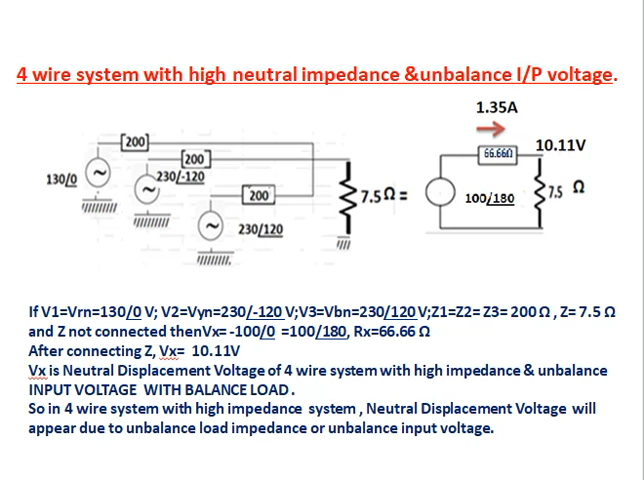 4 wire system with high neutral impedance &unbalance I/P voltage.
1.35A
[200]
[200]
66.66Ω
10.11V
130/0
230/-120
200
7.5Ω =
100/180
7.5 Ω
230/120
If V1=Vrn=130/0 V; V2=Vyn=230/-120 V;V3=Vbn=230/120V;Z1=Z2= Z3= 200Ω, Z= 7.5 Ω
and Z not connected thenVx= -100/0 =100/180, Rx=66.66 Ω
After connecting Z, Vx= 10.11V
Vx is Neutral Displacement Voltage of 4 wire system with high impedance & unbalance
INPUT VOLTAGE WITH BALANCE LOAD.
So in 4 wire system with high impedance system , Neutral Displacement Voltage will
appear due to unbalance load impedance or unbalance input voltage.